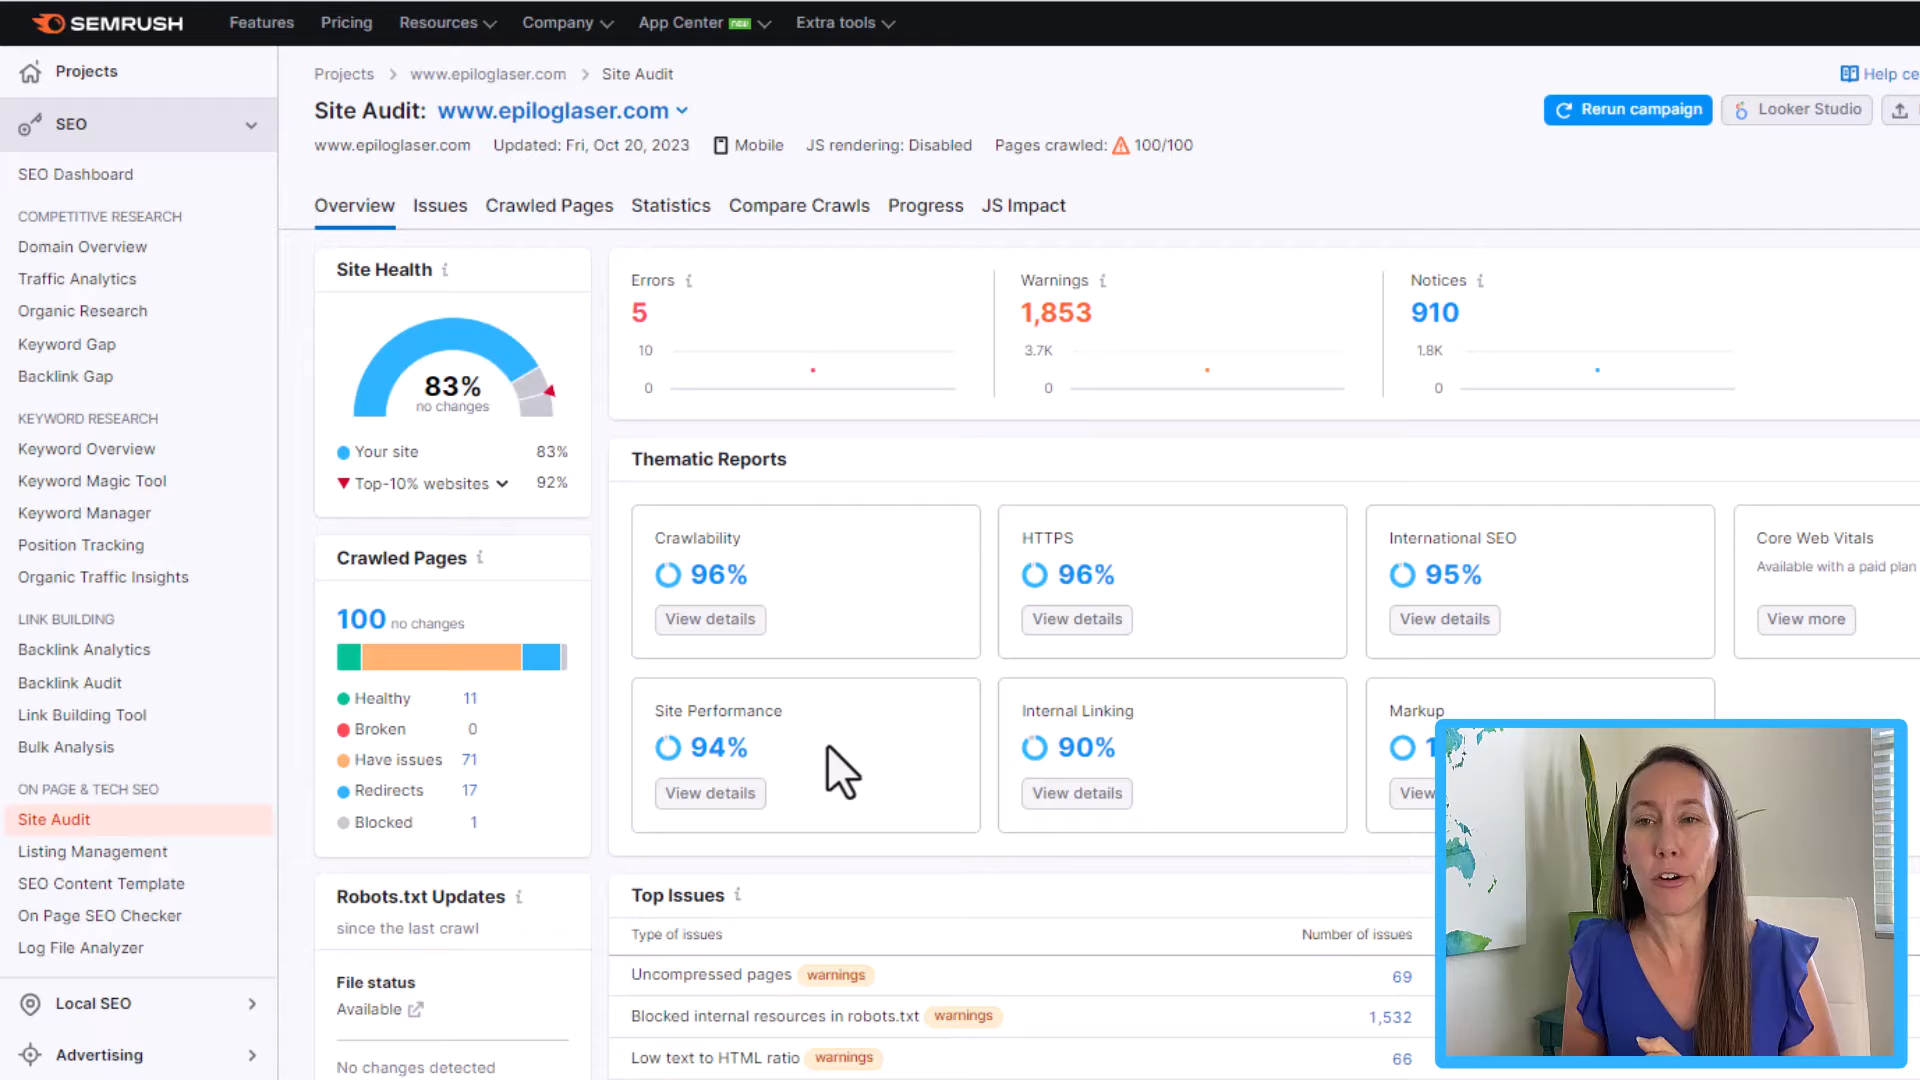 SEMRUSH
Features
Pricing
Resources
Company
App Center new
Extra tools
Projects
SEO
SEO Dashboard
COMPETITIVE RESEARCH
Domain Overview
Traffic Analytics
Organic Research
Keyword Gap
Backlink Gap
KEYWORD RESEARCH
Keyword Overview
Keyword Magic Tool
Keyword Manager
Position Tracking
Organic Traffic Insights
LINK BUILDING
Backlink Analytics
Backlink Audit
Link Building Tool
Bulk Analysis
ON PAGE & TECH SEO
Site Audit
Listing Management
SEO Content Template
On Page SEO Checker
Log File Analyzer
Local SEO
Advertising
Projects > www.epiloglaser.com > Site Audit
Help ce
Site Audit: www.epiloglaser.com
Rerun campaign
Looker Studio
www.epiloglaser.com Updated: Fri, Oct 20, 2023 Mobile JS rendering: Disabled Pages crawled: 100/100
Overview Issues Crawled Pages Statistics Compare Crawls Progress JS Impact
Site Health
83%
no changes
Your site 83%
Top-10% websites 92%
Crawled Pages
100 no changes
Healthy 11
Broken 0
Have issues 71
Redirects 17
Blocked 1
Robots.txt Updates
since the last crawl
File status
Available
No changes detected
Errors
5
10
0
Warnings
1,853
3.7K
0
Notices
910
1.8K
0
Thematic Reports
Crawlability
96%
View details
HTTPS
96%
View details
International SEO
95%
View details
Core Web Vitals
Available with a paid plan
View more
Site Performance
94%
View details
Internal Linking
90%
View details
Markup
1
View
Top Issues
Type of issues Number of issues
Uncompressed pages warnings 69
Blocked internal resources in robots.txt warnings 1,532
Low text to HTML ratio warnings 66